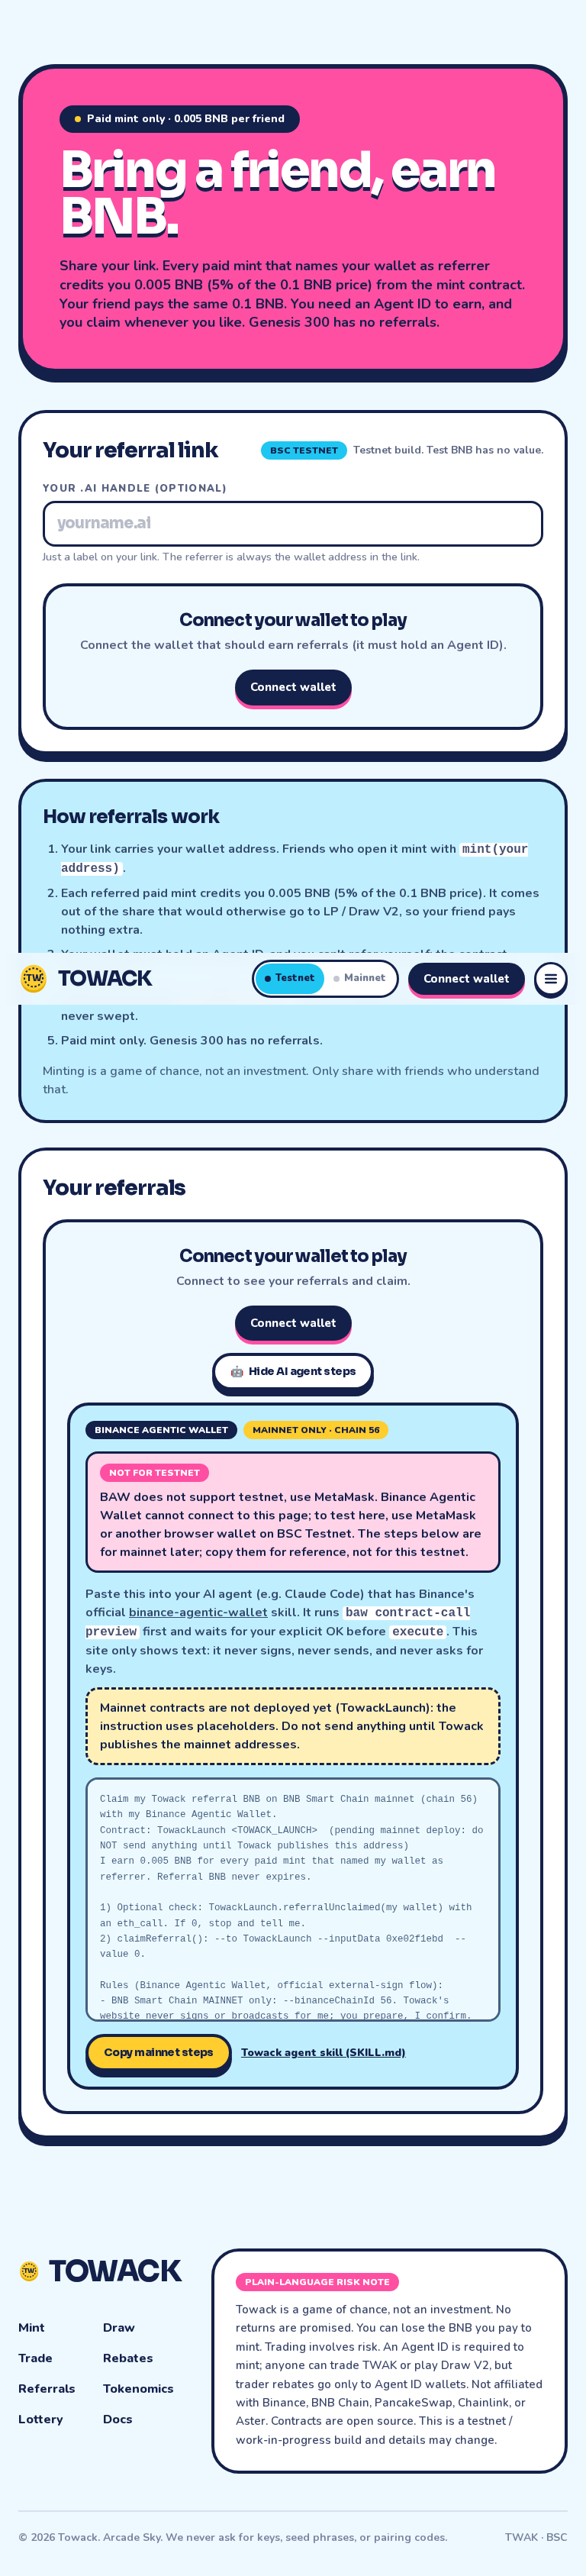 Paid mint only · 0.005 BNB per friend
Bring a friend, earn
BNB.
Share your link. Every paid mint that names your wallet as referrer
credits you 0.005 BNB (5% of the 0.1 BNB price) from the mint contract.
Your friend pays the same 0.1 BNB. You need an Agent ID to earn, and
you claim whenever you like. Genesis 300 has no referrals.
Your referral link
BSC TESTNET
Testnet build. Test BNB has no value.
YOUR .AI HANDLE (OPTIONAL)
yourname.ai
Just a label on your link. The referrer is always the wallet address in the link.
Connect your wallet to play
Connect the wallet that should earn referrals (it must hold an Agent ID).
Connect wallet
How referrals work
1. Your link carries your wallet address. Friends who open it mint with mint(your
address).
2. Each referred paid mint credits you 0.005 BNB (5% of the 0.1 BNB price). It comes
out of the share that would otherwise go to LP / Draw V2, so your friend pays
nothing extra.
TW
TOWACK
Testnet
Mainnet
Connect wallet
never swept.
5. Paid mint only. Genesis 300 has no referrals.
Minting is a game of chance, not an investment. Only share with friends who understand
that.
Your referrals
Connect your wallet to play
Connect to see your referrals and claim.
Connect wallet
🤖 Hide AI agent steps
BINANCE AGENTIC WALLET
MAINNET ONLY · CHAIN 56
NOT FOR TESTNET
BAW does not support testnet, use MetaMask. Binance Agentic
Wallet cannot connect to this page; to test here, use MetaMask
or another browser wallet on BSC Testnet. The steps below are
for mainnet later; copy them for reference, not for this testnet.
Paste this into your AI agent (e.g. Claude Code) that has Binance's
official binance-agentic-wallet skill. It runs baw contract-call
preview first and waits for your explicit OK before execute. This
site only shows text: it never signs, never sends, and never asks for
keys.
Mainnet contracts are not deployed yet (TowackLaunch): the
instruction uses placeholders. Do not send anything until Towack
publishes the mainnet addresses.
Claim my Towack referral BNB on BNB Smart Chain mainnet (chain 56)
with my Binance Agentic Wallet.
Contract: TowackLaunch <TOWACK_LAUNCH>  (pending mainnet deploy: do
NOT send anything until Towack publishes this address)
I earn 0.005 BNB for every paid mint that named my wallet as
referrer. Referral BNB never expires.
1) Optional check: TowackLaunch.referralUnclaimed(my wallet) with
an eth_call. If 0, stop and tell me.
2) claimReferral(): --to TowackLaunch --inputData 0xe02f1ebd  --
value 0.
Rules (Binance Agentic Wallet, official external-sign flow):
- BNB Smart Chain MAINNET only: --binanceChainId 56. Towack's
website never signs or broadcasts for me; you prepare, I confirm.
Copy mainnet steps
Towack agent skill (SKILL.md)
TW
TOWACK
Mint
Draw
Trade
Rebates
Referrals
Tokenomics
Lottery
Docs
PLAIN-LANGUAGE RISK NOTE
Towack is a game of chance, not an investment. No
returns are promised. You can lose the BNB you pay to
mint. Trading involves risk. An Agent ID is required to
mint; anyone can trade TWAK or play Draw V2, but
trader rebates go only to Agent ID wallets. Not affiliated
with Binance, BNB Chain, PancakeSwap, Chainlink, or
Aster. Contracts are open source. This is a testnet /
work-in-progress build and details may change.
© 2026 Towack. Arcade Sky. We never ask for keys, seed phrases, or pairing codes.
TWAK · BSC